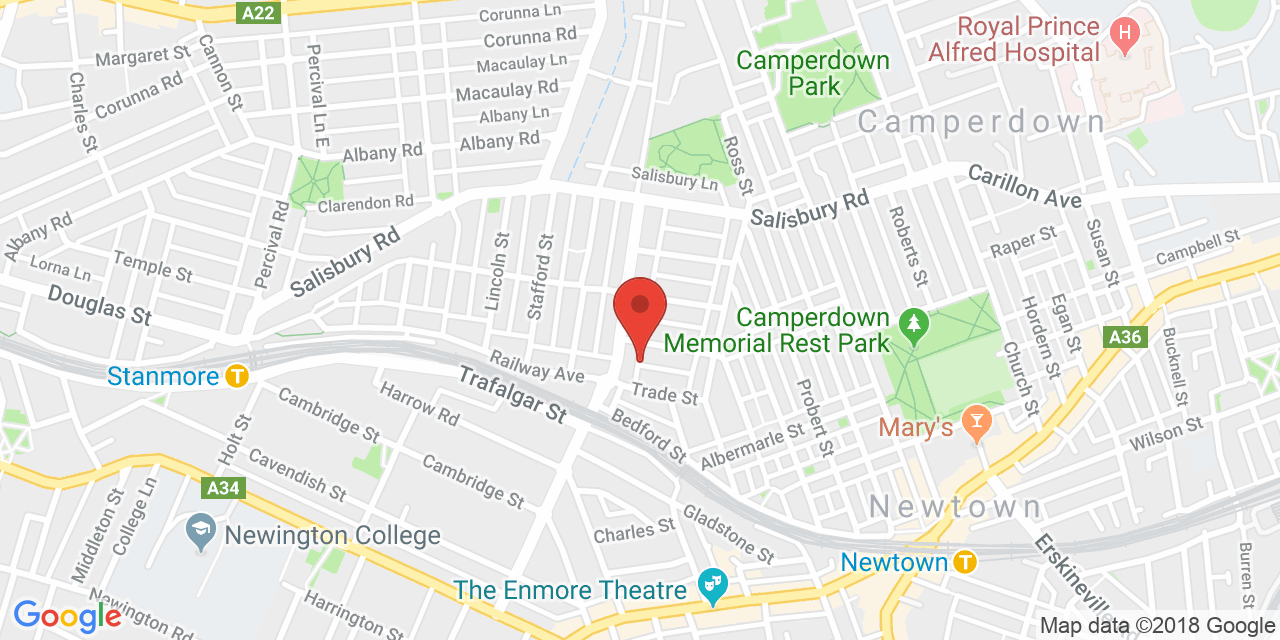 A22
Corunna Ln
Corunna Rd
Macaulay Ln
Macaulay Rd
Albany Ln
Albany Rd
Albany Rd
Margaret St
Corunna Rd
Cannon St
Percival Ln E
Charles St
Royal Prince
Alfred Hospital
H
Camperdown
Park
Camperdown
Ross St
Salisbury Ln
Clarendon Rd
Salisbury Rd
Carillon Ave
Albany Rd
Lorna Ln
Temple St
Percival Rd
Salisbury Rd
Lincoln St
Stafford St
Roberts St
Raper St
Susan St
Campbell St
Douglas St
Camperdown
Memorial Rest Park
Egan St
Hordern St
A36
Church St
Bucknell St
Stanmore
T
Railway Ave
Trafalgar St
Trade St
Harrow Rd
Cambridge St
Bedford St
Probert St
Albermarle St
Mary's
Wilson St
Holt St
Cavendish St
Cambridge St
A34
College Ln
Middleton St
Newington College
Newtown
Charles St
Gladstone St
Newtown
T
Erskineville
Burren St
The Enmore Theatre
Newington Rd
Harrington St
Google
Map data ©2018 Google